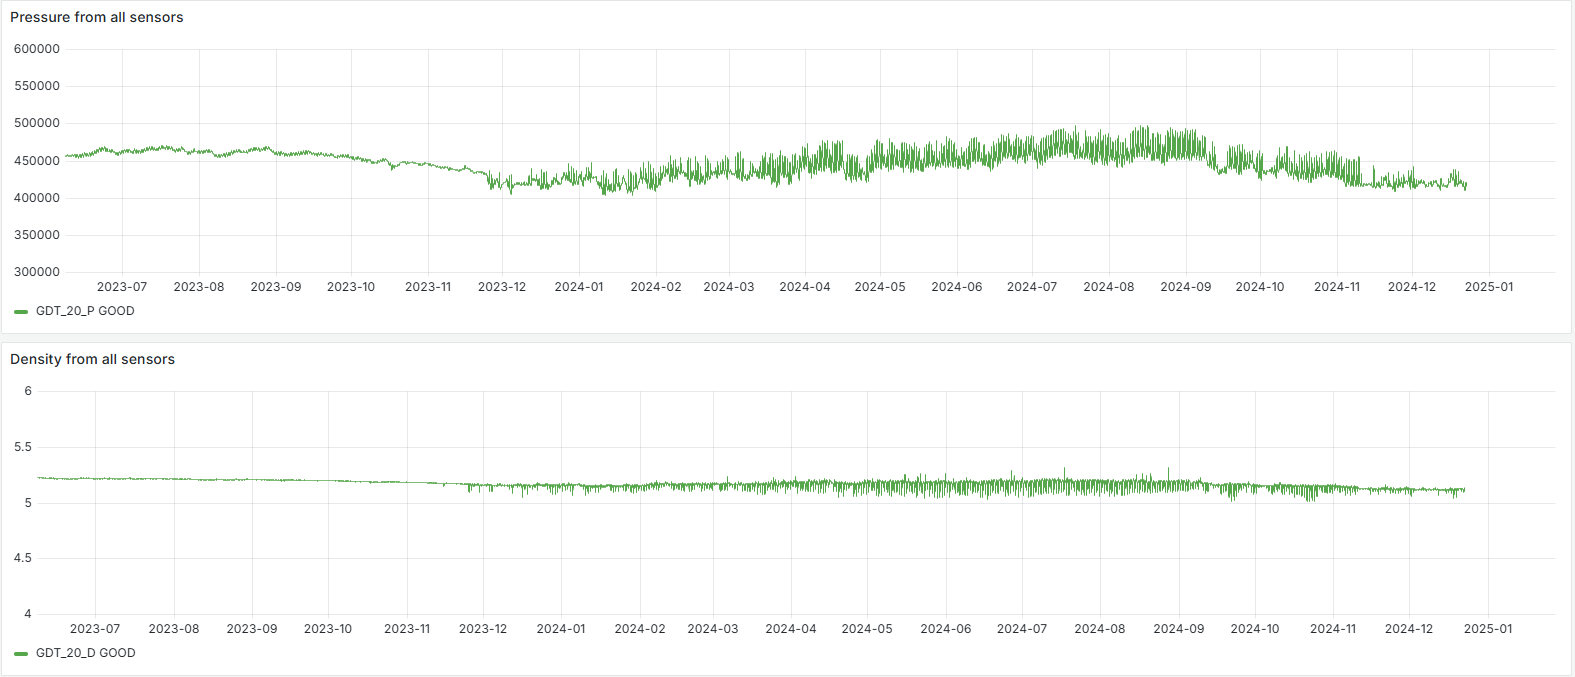 Pressure from all sensors
600000
550000
500000
450000
400000
350000
300000
2023-07 2023-08 2023-09 2023-10 2023-11 2023-12 2024-01 2024-02 2024-03 2024-04 2024-05 2024-06 2024-07 2024-08 2024-09 2024-10 2024-11 2024-12 2025-01
GDT_20_P GOOD
Density from all sensors
6
5.5
5
4.5
4
2023-07 2023-08 2023-09 2023-10 2023-11 2023-12 2024-01 2024-02 2024-03 2024-04 2024-05 2024-06 2024-07 2024-08 2024-09 2024-10 2024-11 2024-12 2025-01
GDT_20_D GOOD